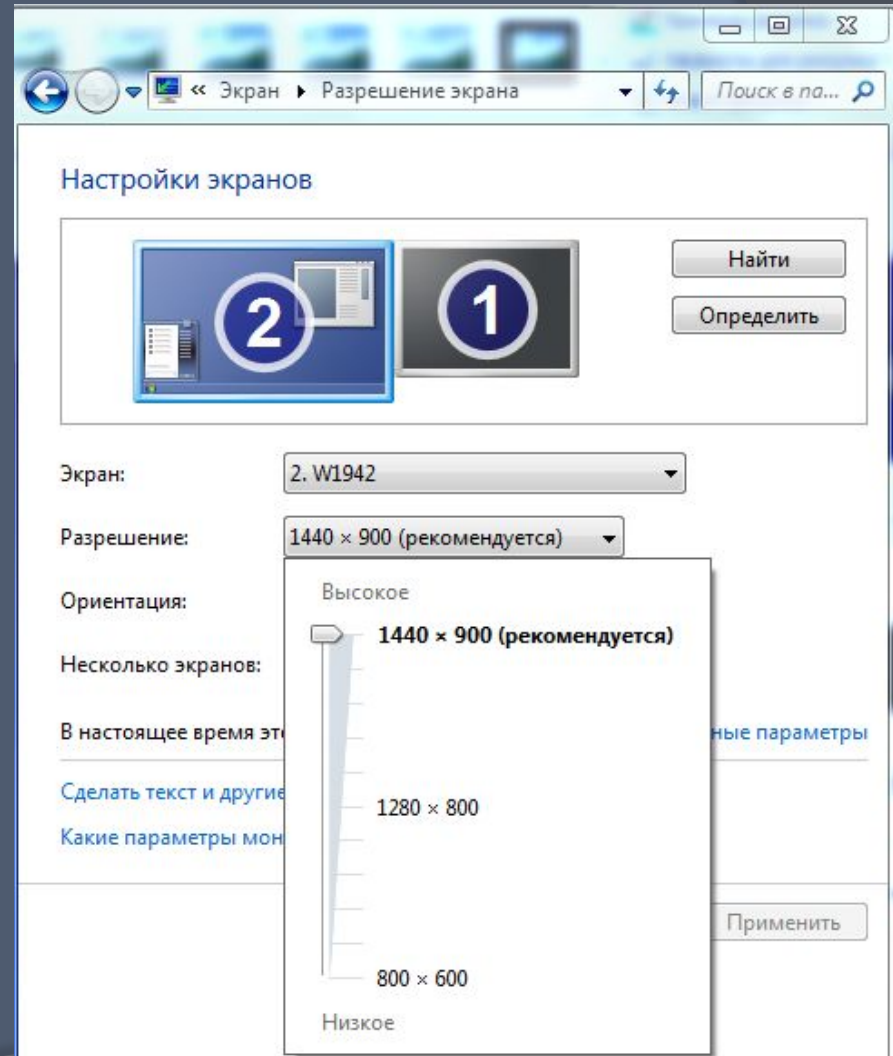 « Экран ▸ Разрешение экрана
Поиск в па...
Настройки экранов
2
1
Найти
Определить
Экран:
2. W1942
Разрешение:
1440 × 900 (рекомендуется)
Ориентация:
Высокое
1440 × 900 (рекомендуется)
Несколько экранов:
В настоящее время эт
ные параметры
Сделать текст и другие
1280 × 800
Какие параметры мон
Применить
800 × 600
Низкое